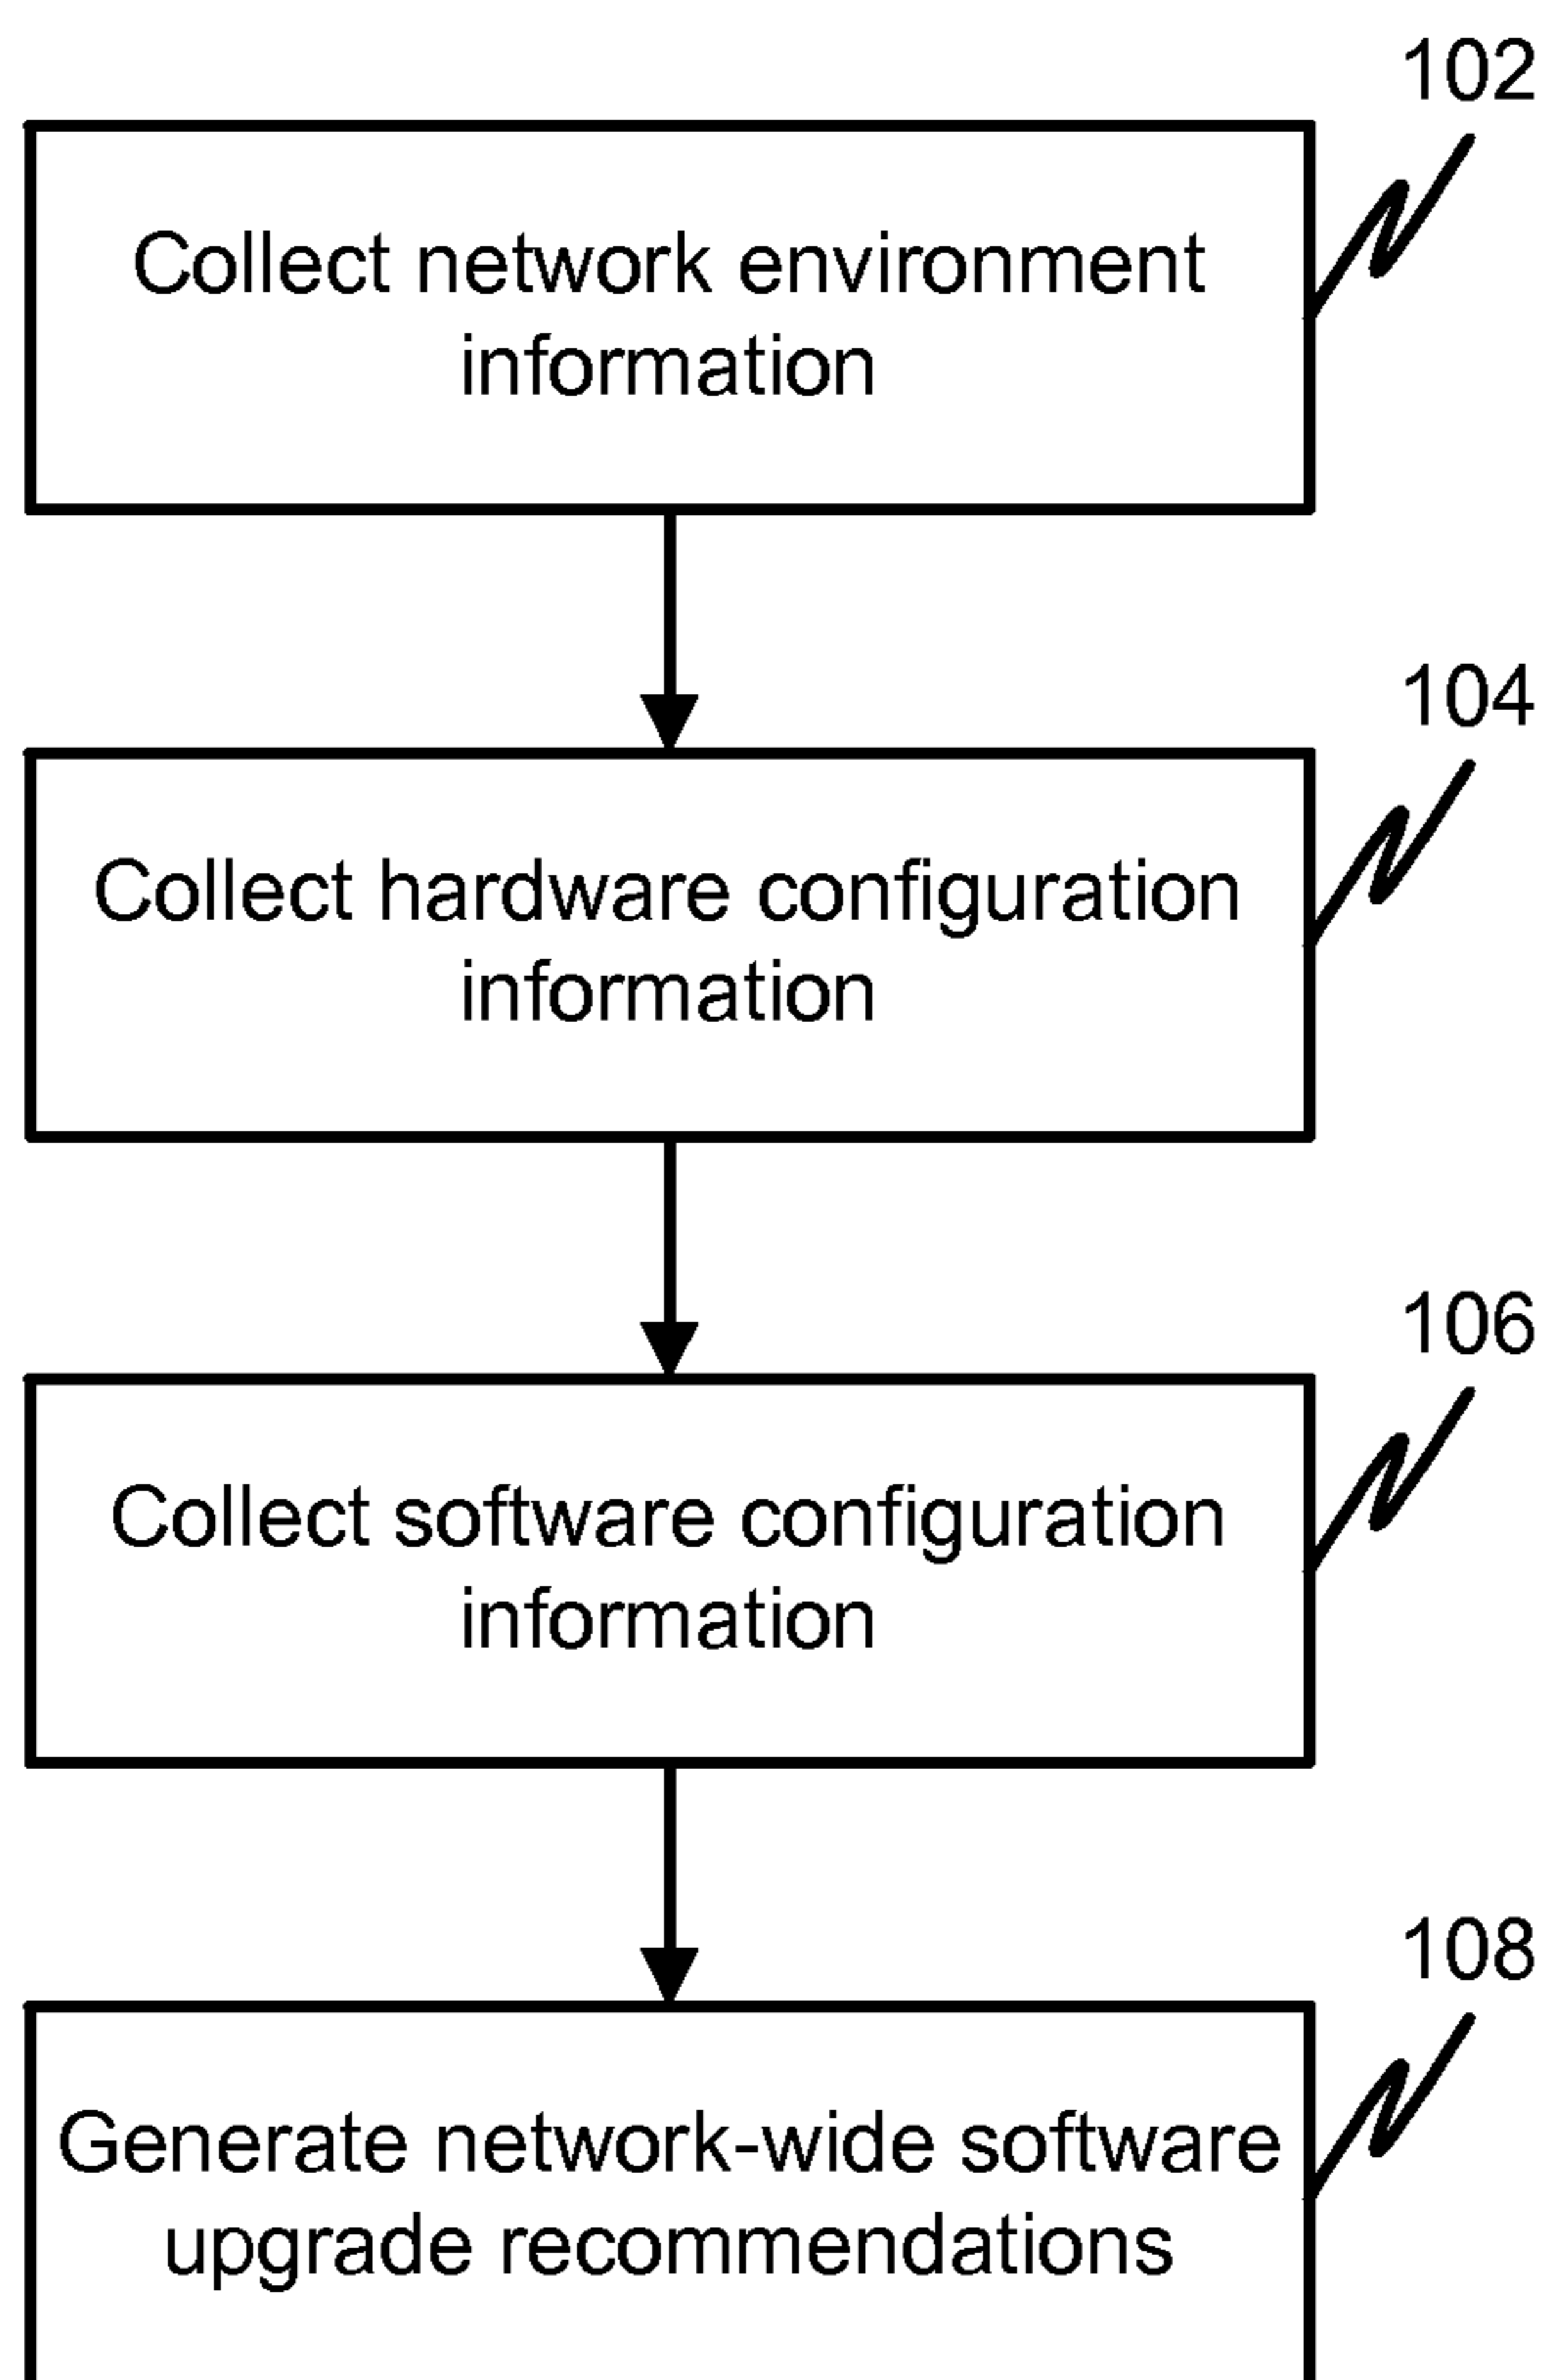 102
Collect network environment
information
104
Collect hardware configuration
information
106
Collect software configuration
information
108
Generate network-wide software
upgrade recommendations